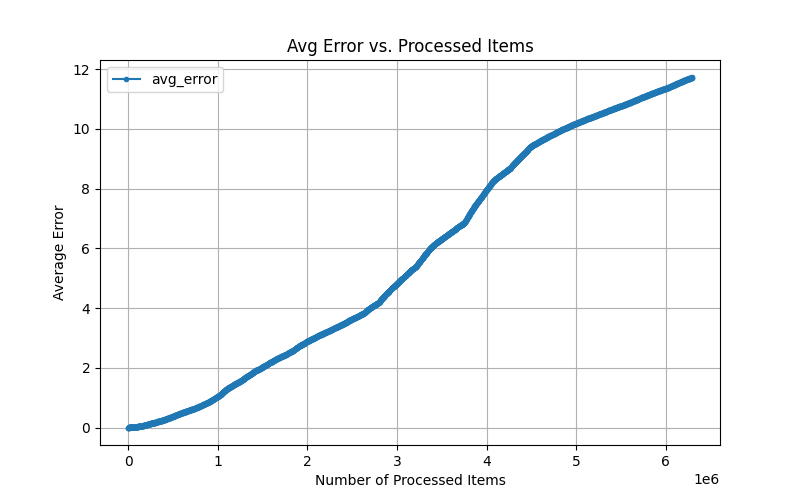 Avg Error vs. Processed Items
avg_error
12
10
8
6
4
2
0
Average Error
0 1 2 3 4 5 6
1e6
Number of Processed Items